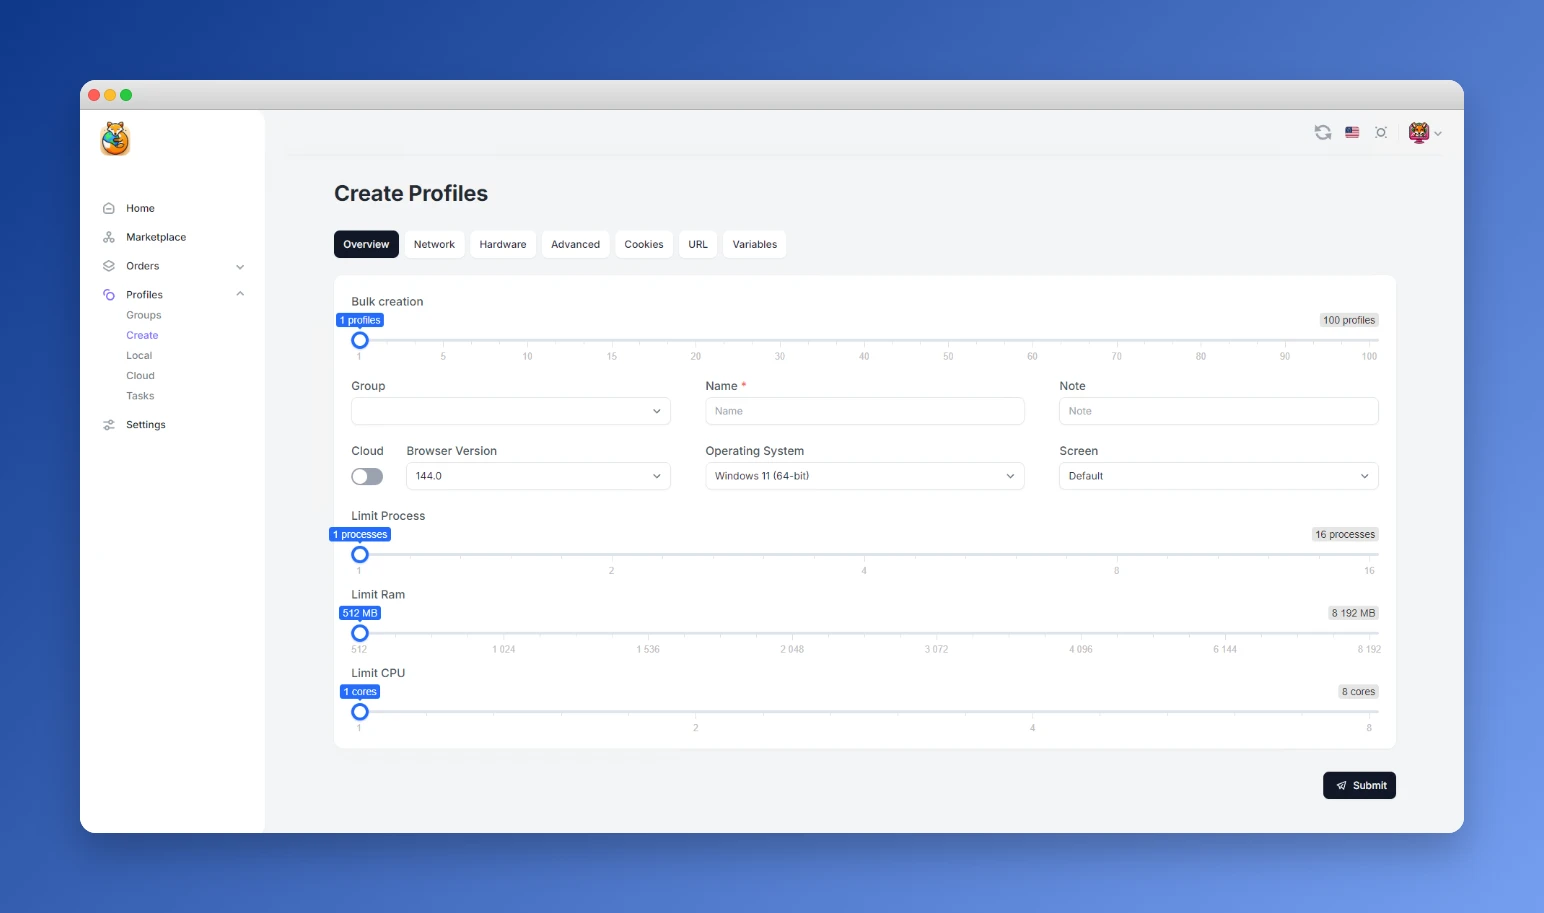 Home
Marketplace
Orders
Profiles
Groups
Create
Local
Cloud
Tasks
Settings
Create Profiles
Overview Network Hardware Advanced Cookies URL Variables
Bulk creation
1 profiles 100 profiles
1 5 10 15 20 30 40 50 60 70 80 90 100
Group Name * Note
Name Note
Cloud Browser Version Operating System Screen
144.0 Windows 11 (64-bit) Default
Limit Process
1 processes 16 processes
1 2 4 8 16
Limit Ram
512 MB 8 192 MB
512 1 024 1 536 2 048 3 072 4 096 6 144 8 192
Limit CPU
1 cores 8 cores
1 2 4 8
Submit